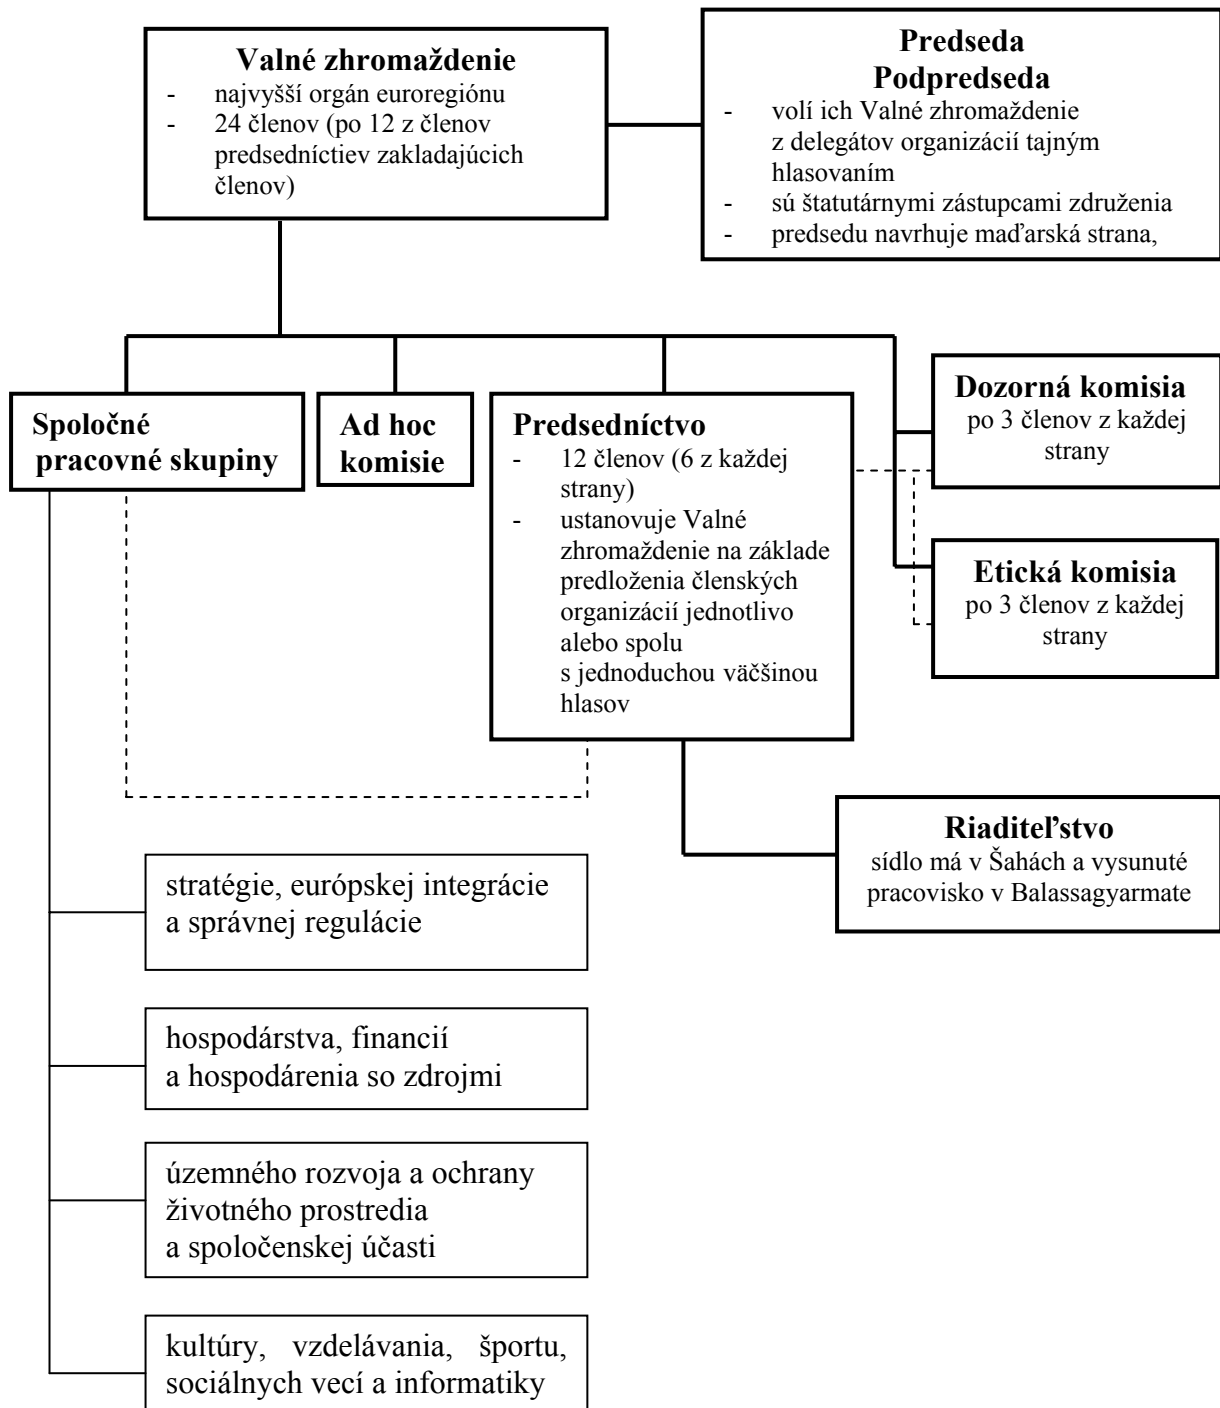 Valné zhromaždenie
- najvyšší orgán euroregiónu
- 24 členov (po 12 z členov
predsedníctiev zakladajúcich
členov)
Predseda
Podpredseda
- volí ich Valné zhromaždenie
z delegátov organizácií tajným
hlasovaním
- sú štatutárnymi zástupcami združenia
- predsedu navrhuje maďarská strana,
Spoločné
pracovné skupiny
Ad hoc
komisie
Predsedníctvo
- 12 členov (6 z každej
strany)
- ustanovuje Valné
zhromaždenie na základe
predloženia členských
organizácií jednotlivo
alebo spolu
s jednoduchou väčšinou
hlasov
Dozorná komisia
po 3 členov z každej
strany
Etická komisia
po 3 členov z každej
strany
Riaditeľstvo
sídlo má v Šahách a vysunuté
pracovisko v Balassagyarmate
stratégie, európskej integrácie
a správnej regulácie
hospodárstva, financií
a hospodárenia so zdrojmi
územného rozvoja a ochrany
životného prostredia
a spoločenskej účasti
kultúry, vzdelávania, športu,
sociálnych vecí a informatiky